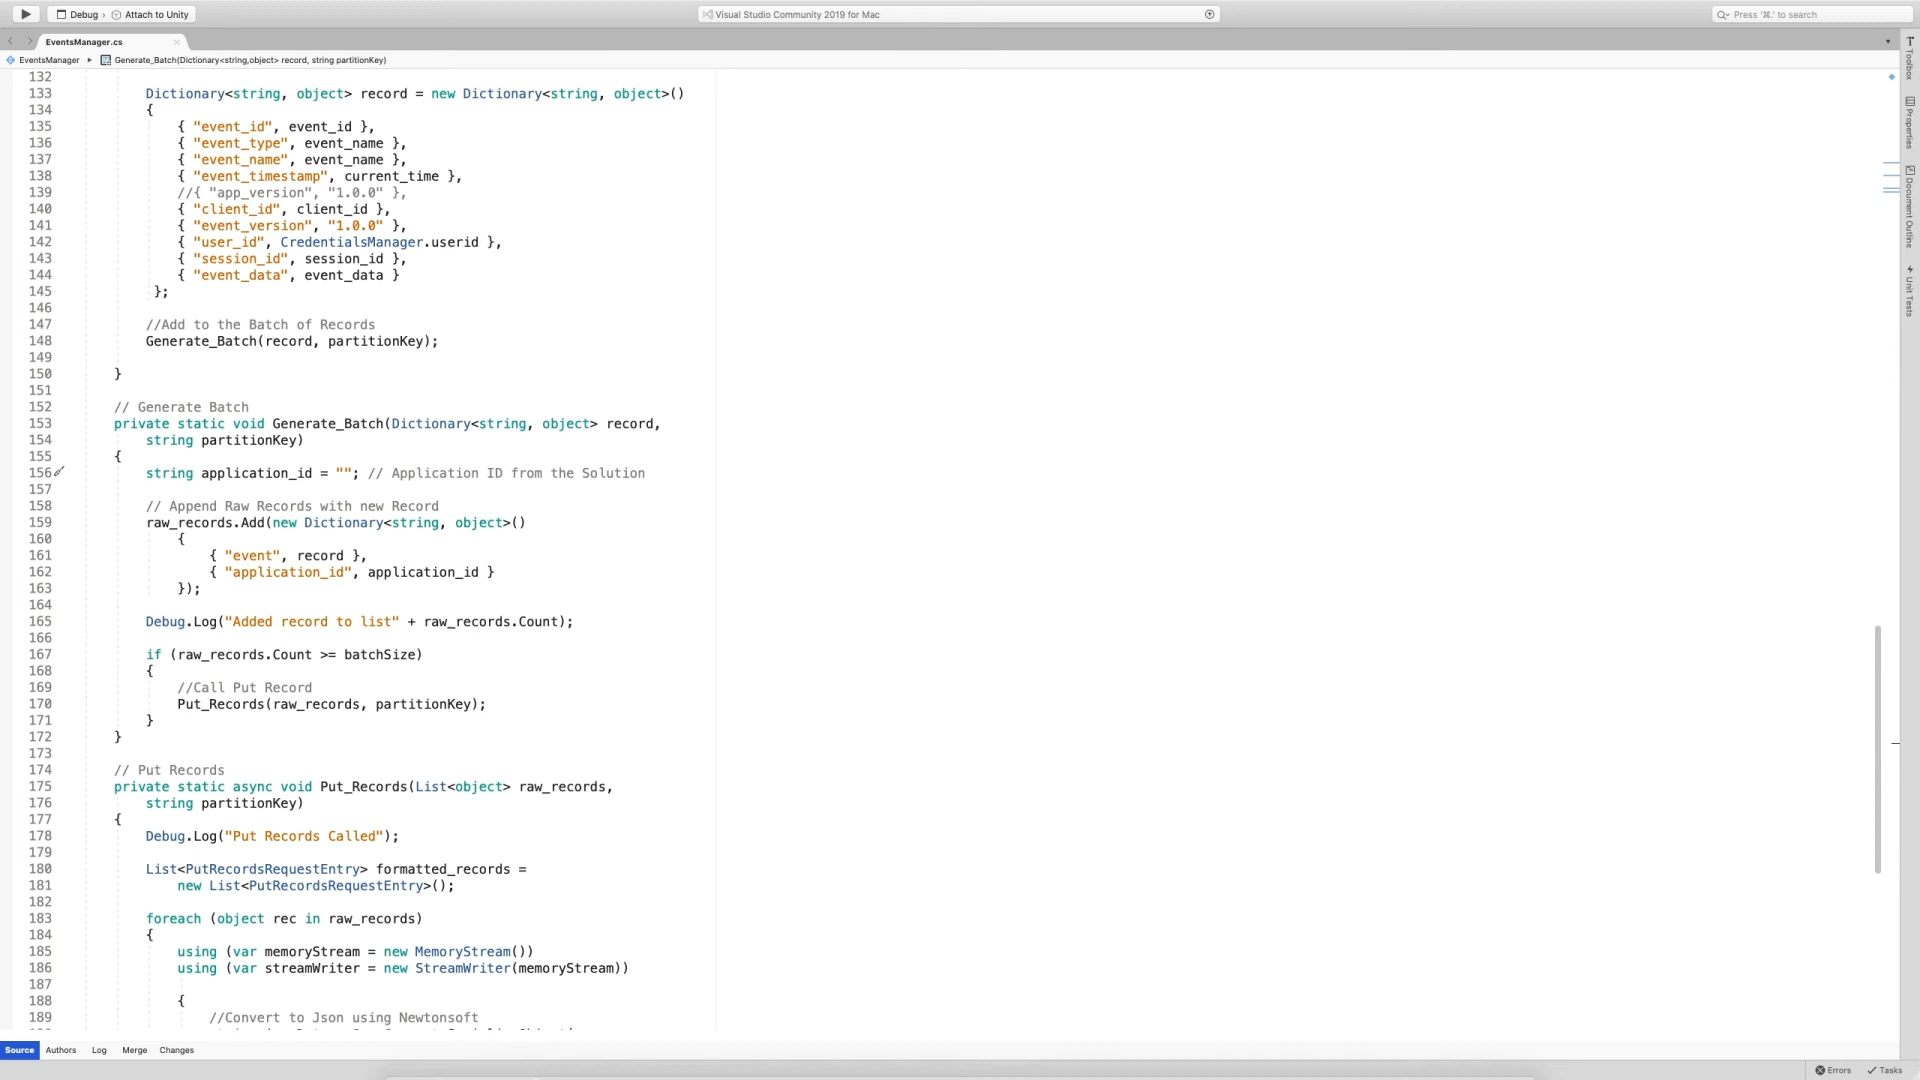 Debug › Attach to Unity
Visual Studio Community 2019 for Mac
Press '⌘.' to search
EventsManager.cs
EventsManager ▸ Generate_Batch(Dictionary<string,object> record, string partitionKey)
132
133 Dictionary<string, object> record = new Dictionary<string, object>()
134 {
135 { "event_id", event_id },
136 { "event_type", event_name },
137 { "event_name", event_name },
138 { "event_timestamp", current_time },
139 //{ "app_version", "1.0.0" },
140 { "client_id", client_id },
141 { "event_version", "1.0.0" },
142 { "user_id", CredentialsManager.userid },
143 { "session_id", session_id },
144 { "event_data", event_data }
145 };
146
147 //Add to the Batch of Records
148 Generate_Batch(record, partitionKey);
149
150 }
151
152 // Generate Batch
153 private static void Generate_Batch(Dictionary<string, object> record,
154 string partitionKey)
155 {
156 string application_id = ""; // Application ID from the Solution
157
158 // Append Raw Records with new Record
159 raw_records.Add(new Dictionary<string, object>()
160 {
161 { "event", record },
162 { "application_id", application_id }
163 });
164
165 Debug.Log("Added record to list" + raw_records.Count);
166
167 if (raw_records.Count >= batchSize)
168 {
169 //Call Put Record
170 Put_Records(raw_records, partitionKey);
171 }
172 }
173
174 // Put Records
175 private static async void Put_Records(List<object> raw_records,
176 string partitionKey)
177 {
178 Debug.Log("Put Records Called");
179
180 List<PutRecordsRequestEntry> formatted_records =
181 new List<PutRecordsRequestEntry>();
182
183 foreach (object rec in raw_records)
184 {
185 using (var memoryStream = new MemoryStream())
186 using (var streamWriter = new StreamWriter(memoryStream))
187
188 {
189 //Convert to Json using Newtonsoft
Toolbox
Properties
Document Outline
Unit Tests
Source Authors Log Merge Changes
Errors Tasks